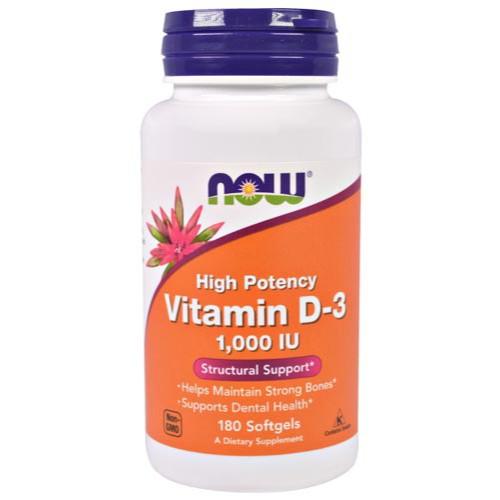 NOW®
High Potency
Vitamin D-3
1,000 IU
Structural Support*
•Helps Maintain Strong Bones*
•Supports Dental Health*
180 Softgels
A Dietary Supplement
Non-
GMO
K